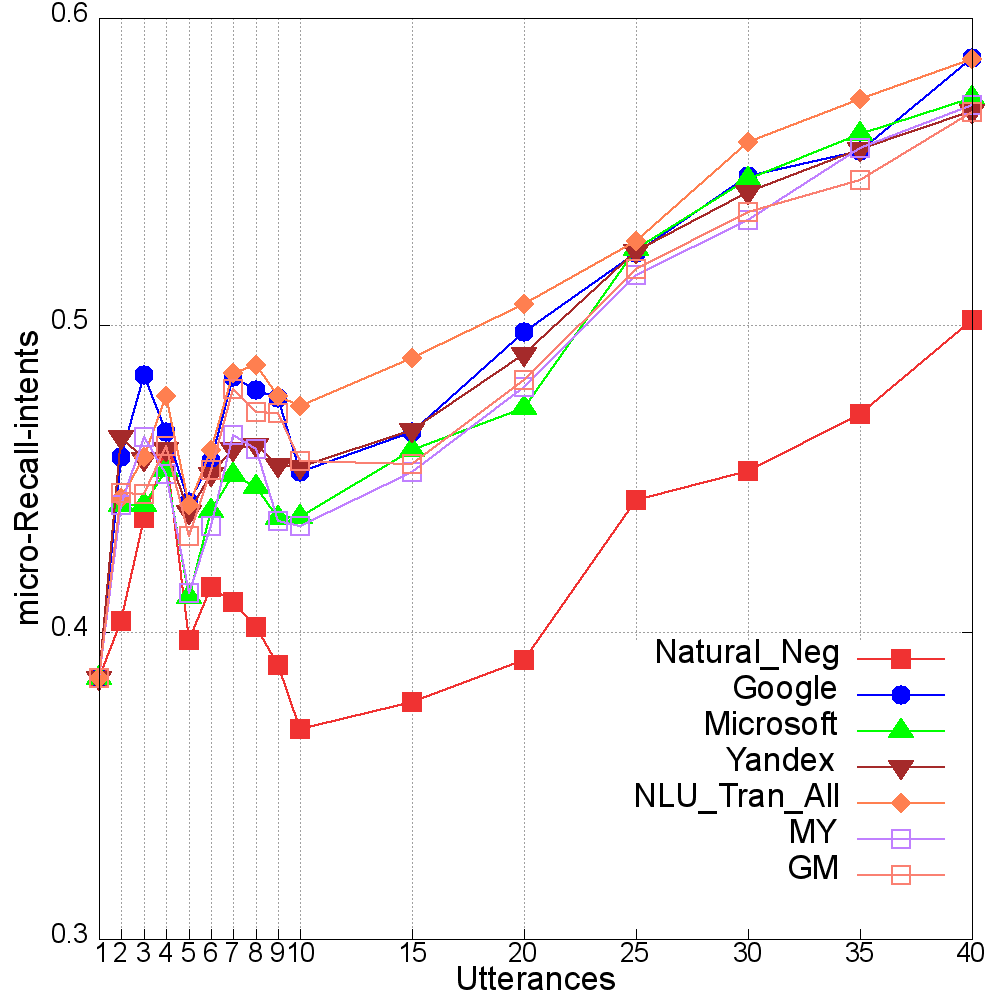 0.6
0.5
0.4
0.3
micro-Recall-intents
Natural_Neg
Google
Microsoft
Yandex
NLU_Tran_All
MY
GM
1 2 3 4 5 6 7 8 9 10 15 20 25 30 35 40
Utterances